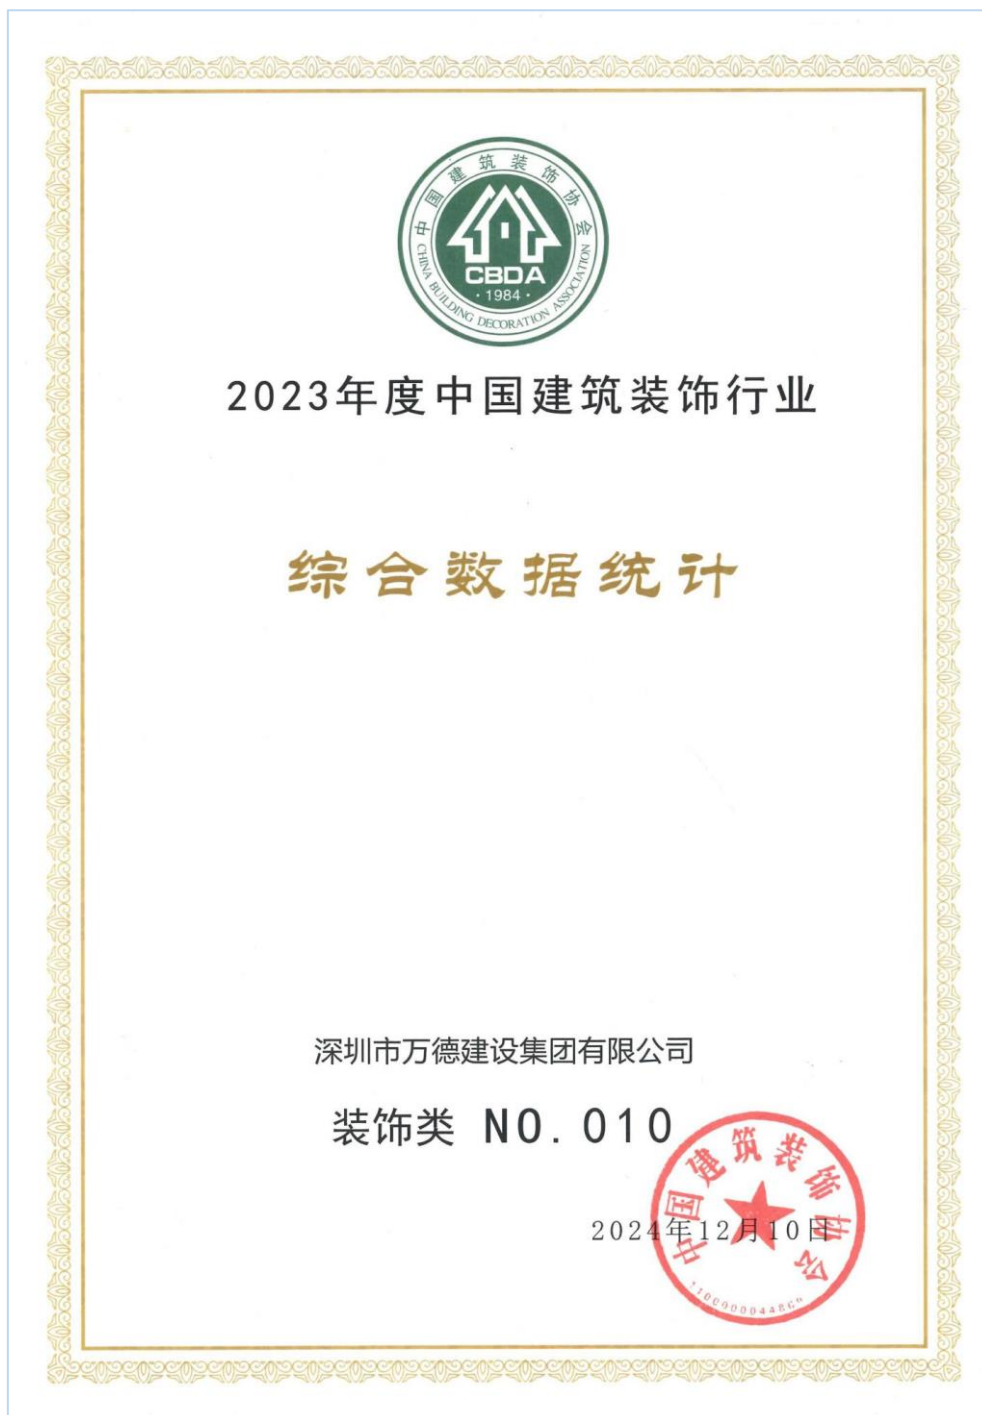 中国建筑装饰协会
CBDA
·1984·
CHINA BUILDING DECORATION ASSOCIATION
2023年度中国建筑装饰行业
综合数据统计
深圳市万德建设集团有限公司
装饰类 NO.010
2024年12月10日
中国建筑装饰协会